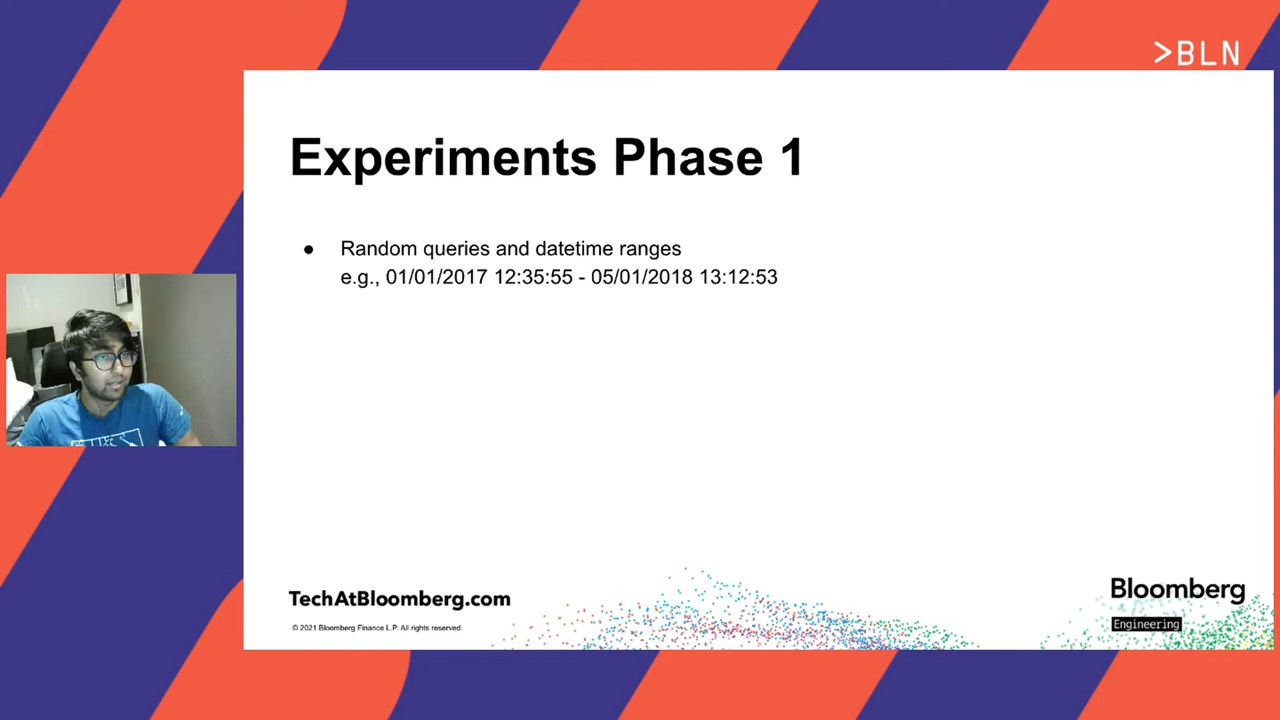 >BLN
Experiments Phase 1
● Random queries and datetime ranges
e.g., 01/01/2017 12:35:55 - 05/01/2018 13:12:53
TechAtBloomberg.com
© 2021 Bloomberg Finance L.P. All rights reserved.
Bloomberg
Engineering